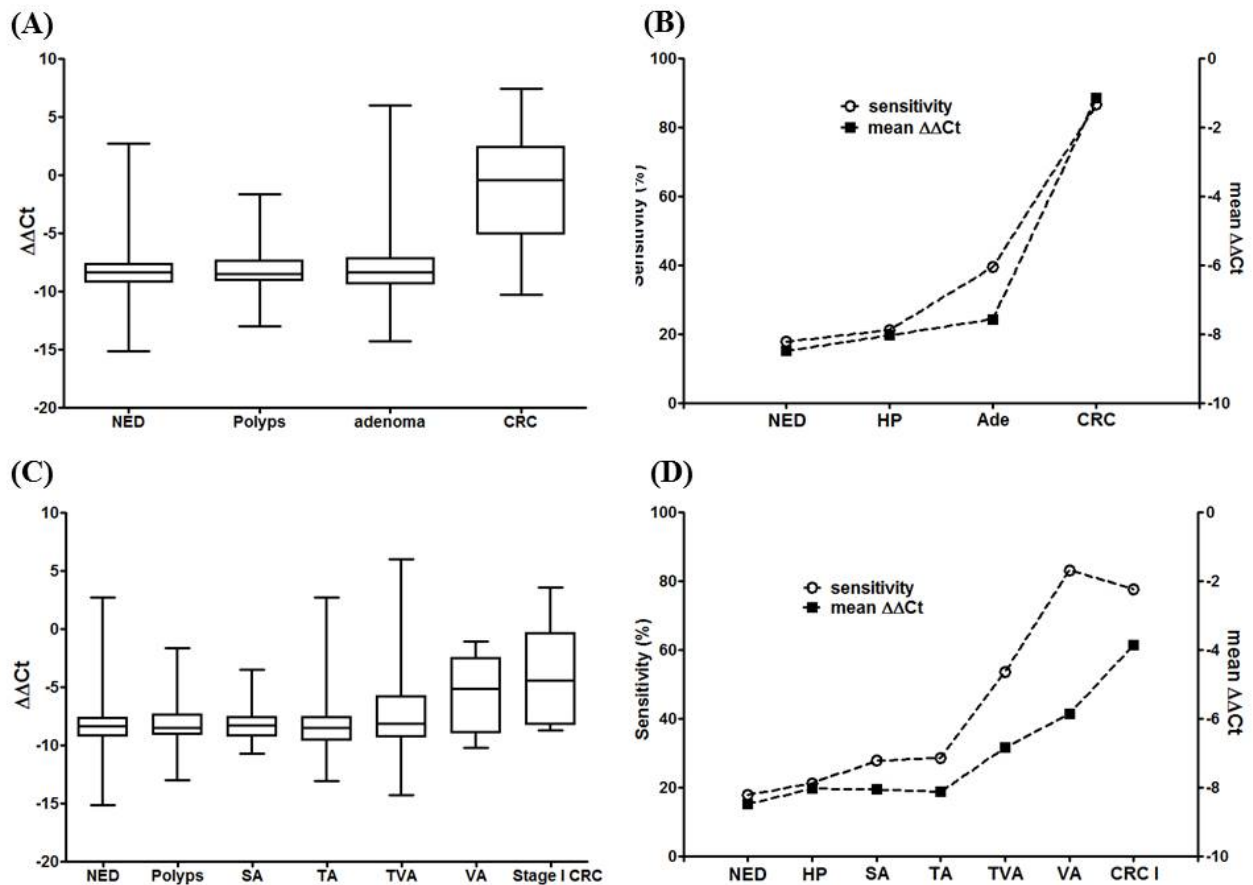 (A)
10
5
0
-5
-10
-15
-20
ΔΔCt
NED Polyps adenoma CRC
(B)
100
80
60
40
20
0
Sensitivity (%)
sensitivity
mean ΔΔCt
0
-2
-4
-6
-8
-10
mean ΔΔCt
NED HP Ade CRC
(C)
10
5
0
-5
-10
-15
-20
ΔΔCt
NED Polyps SA TA TVA VA Stage I CRC
(D)
100
80
60
40
20
0
Sensitivity (%)
sensitivity
mean ΔΔCt
0
-2
-4
-6
-8
-10
mean ΔΔCt
NED HP SA TA TVA VA CRC I